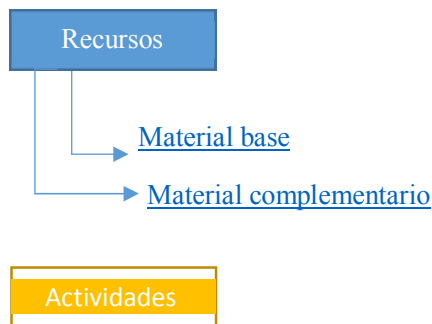 Recursos
Material base
Material complementario
Actividades